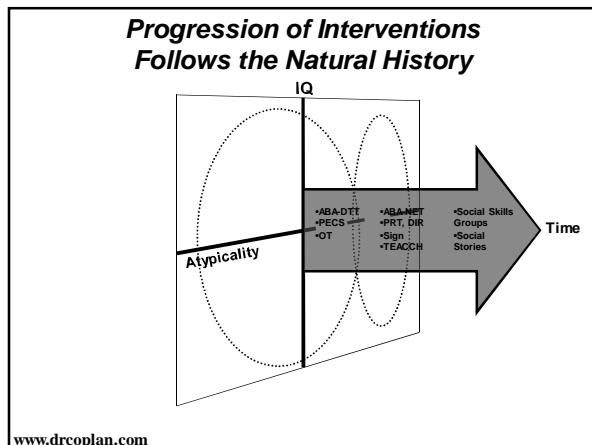 Progression of Interventions
Follows the Natural History
IQ
•ABA-DTT
•PECS
•OT
•ABA-NET
•PRT, DIR
•Sign
•TEACCH
•Social Skills
Groups
•Social
Stories
Time
Atypicality
www.drcoplan.com